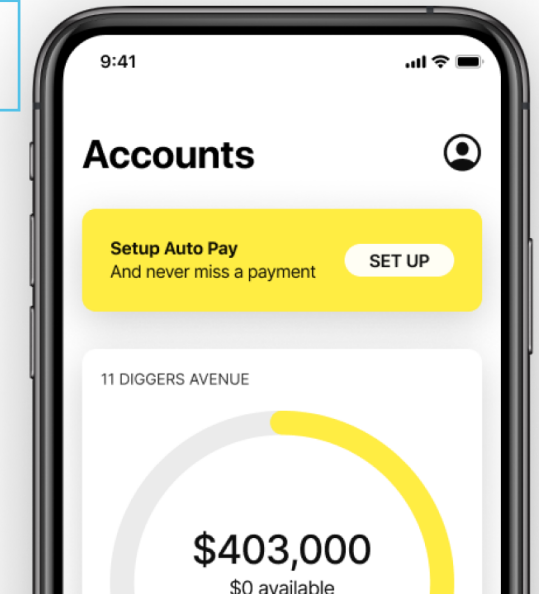 9:41
Accounts
Setup Auto Pay
And never miss a payment
SET UP
11 DIGGERS AVENUE
$403,000
$0 available